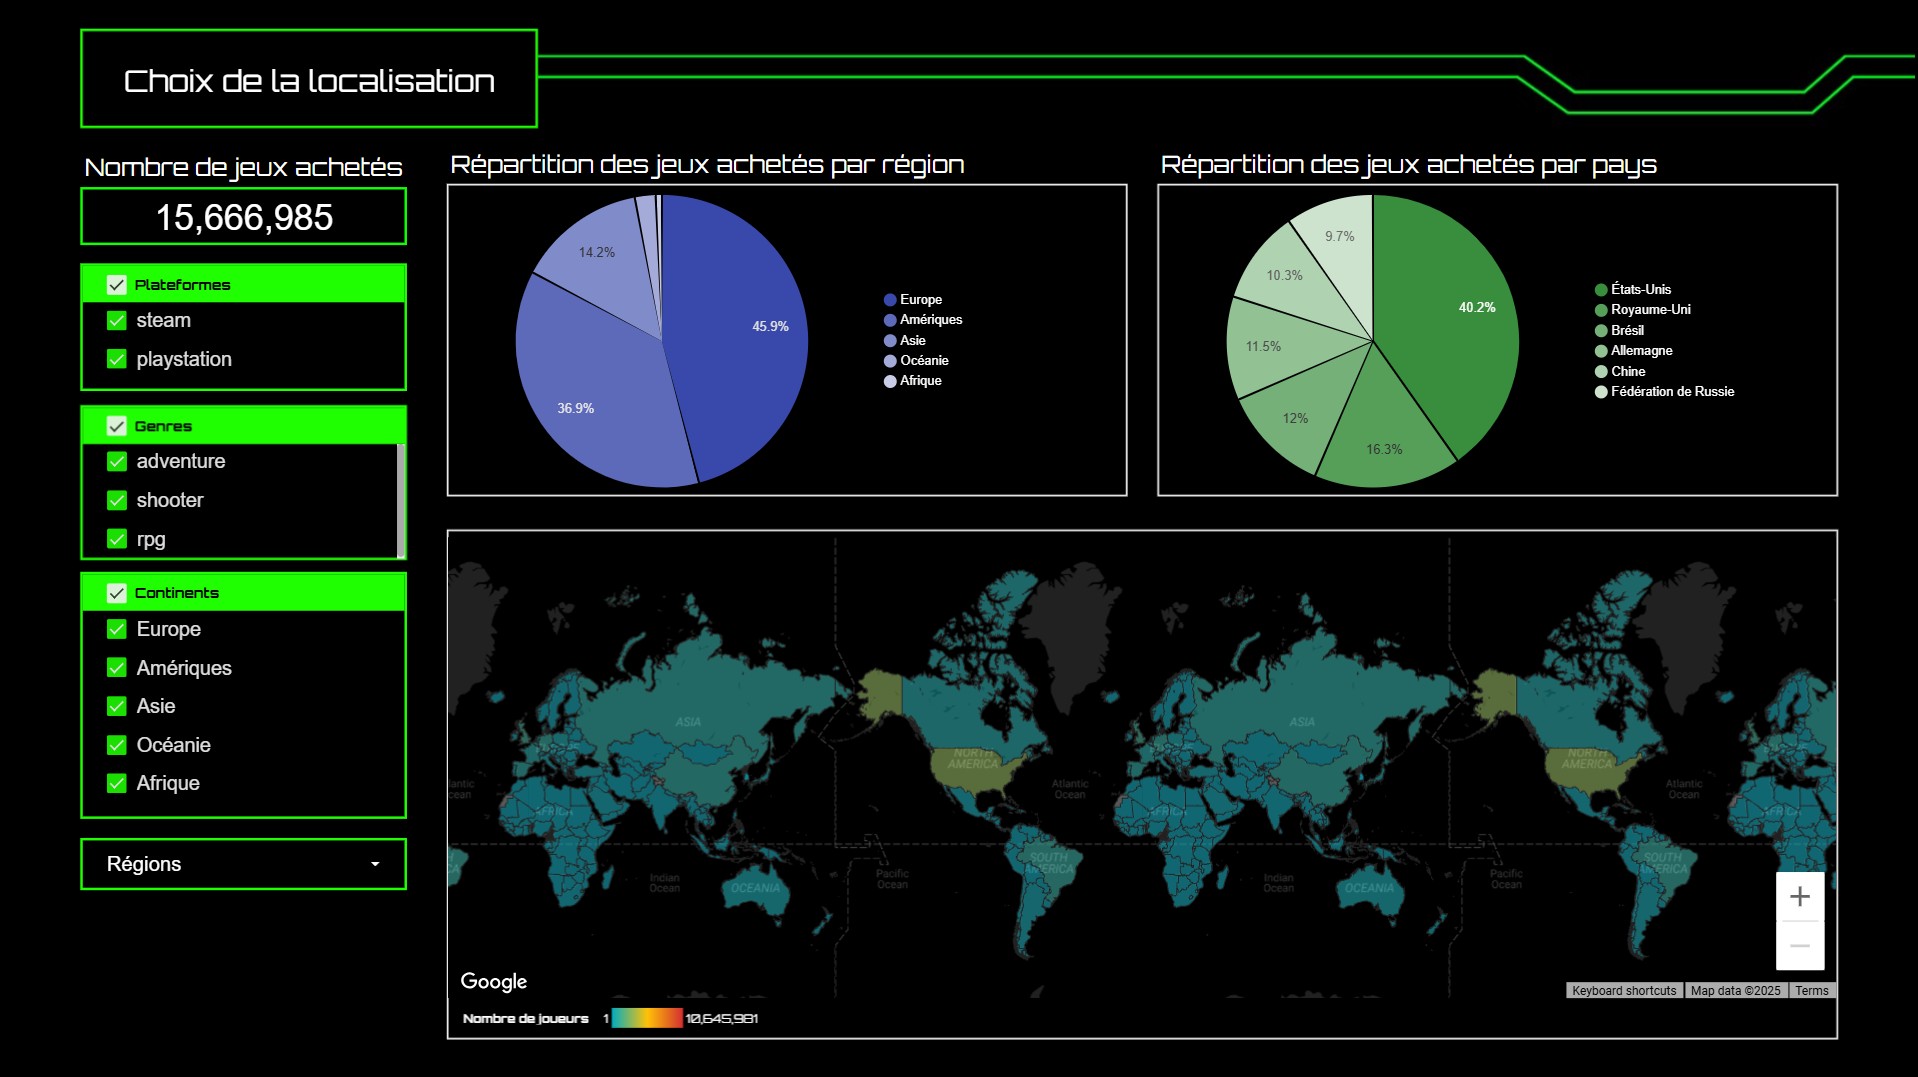 Choix de la localisation
Nombre de jeux achetés
15,666,985
Plateformes
steam
playstation
Genres
adventure
shooter
rpg
Continents
Europe
Amériques
Asie
Océanie
Afrique
Régions
Répartition des jeux achetés par région
14.2%
45.9%
36.9%
Europe
Amériques
Asie
Océanie
Afrique
Répartition des jeux achetés par pays
9.7%
10.3%
40.2%
11.5%
12%
16.3%
États-Unis
Royaume-Uni
Brésil
Allemagne
Chine
Fédération de Russie
ASIA
ASIA
NORTH
AMERICA
NORTH
AMERICA
lantic
cean
Atlantic
Ocean
Atlantic
Ocean
AFRICA
AFRICA
AFRICA
SOUTH
AMERICA
SOUTH
AMERICA
Indian
Ocean
OCEANIA
Pacific
Ocean
Indian
Ocean
OCEANIA
Pacific
Ocean
+
−
Google
Keyboard shortcuts
Map data ©2025
Terms
Nombre de joueurs 1 10,645,981